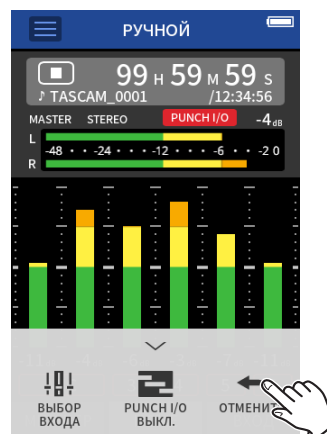 РУЧНОЙ
99 H 59 M 59 S
♪ TASCAM_0001 /12:34:56
MASTER STEREO PUNCH I/O -4dB
L
-48 • • -24 • • • -12 • • • -6 • • -2 0
R
ВЫБОР ВХОДА
PUNCH I/O ВЫКЛ.
ОТМЕНИТ